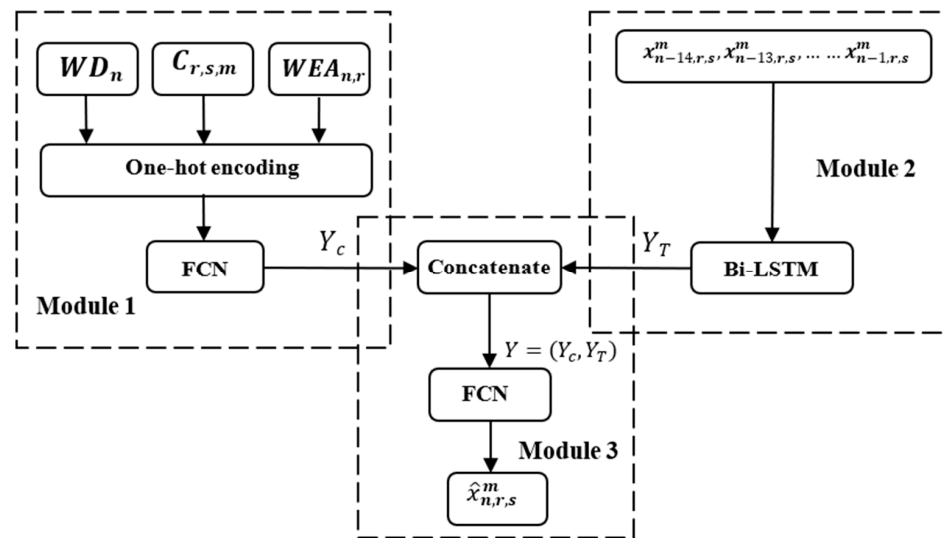 WD_n
C_{r,s,m}
WEA_{n,r}
One-hot encoding
FCN
Y_c
Module 1
x^m_{n-14,r,s}, x^m_{n-13,r,s}, … … x^m_{n-1,r,s}
Module 2
Bi-LSTM
Y_T
Concatenate
Y = (Y_c, Y_T)
FCN
Module 3
x̂^m_{n,r,s}